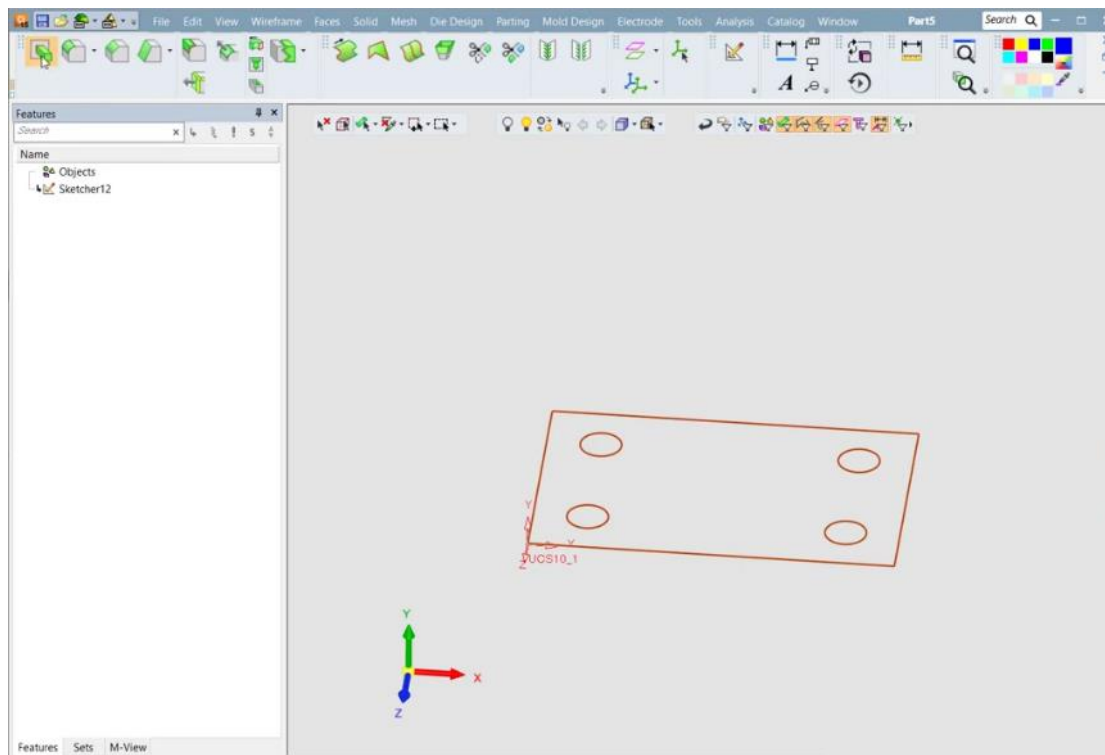 File Edit View Wireframe Faces Solid Mesh Die Design Parting Mold Design Electrode Tools Analysis Catalog Window Part5 Search
A
Features
Search
Name
Objects
Sketcher12
Y
Z
UCS10_1
Y
X
Z
Features Sets M-View